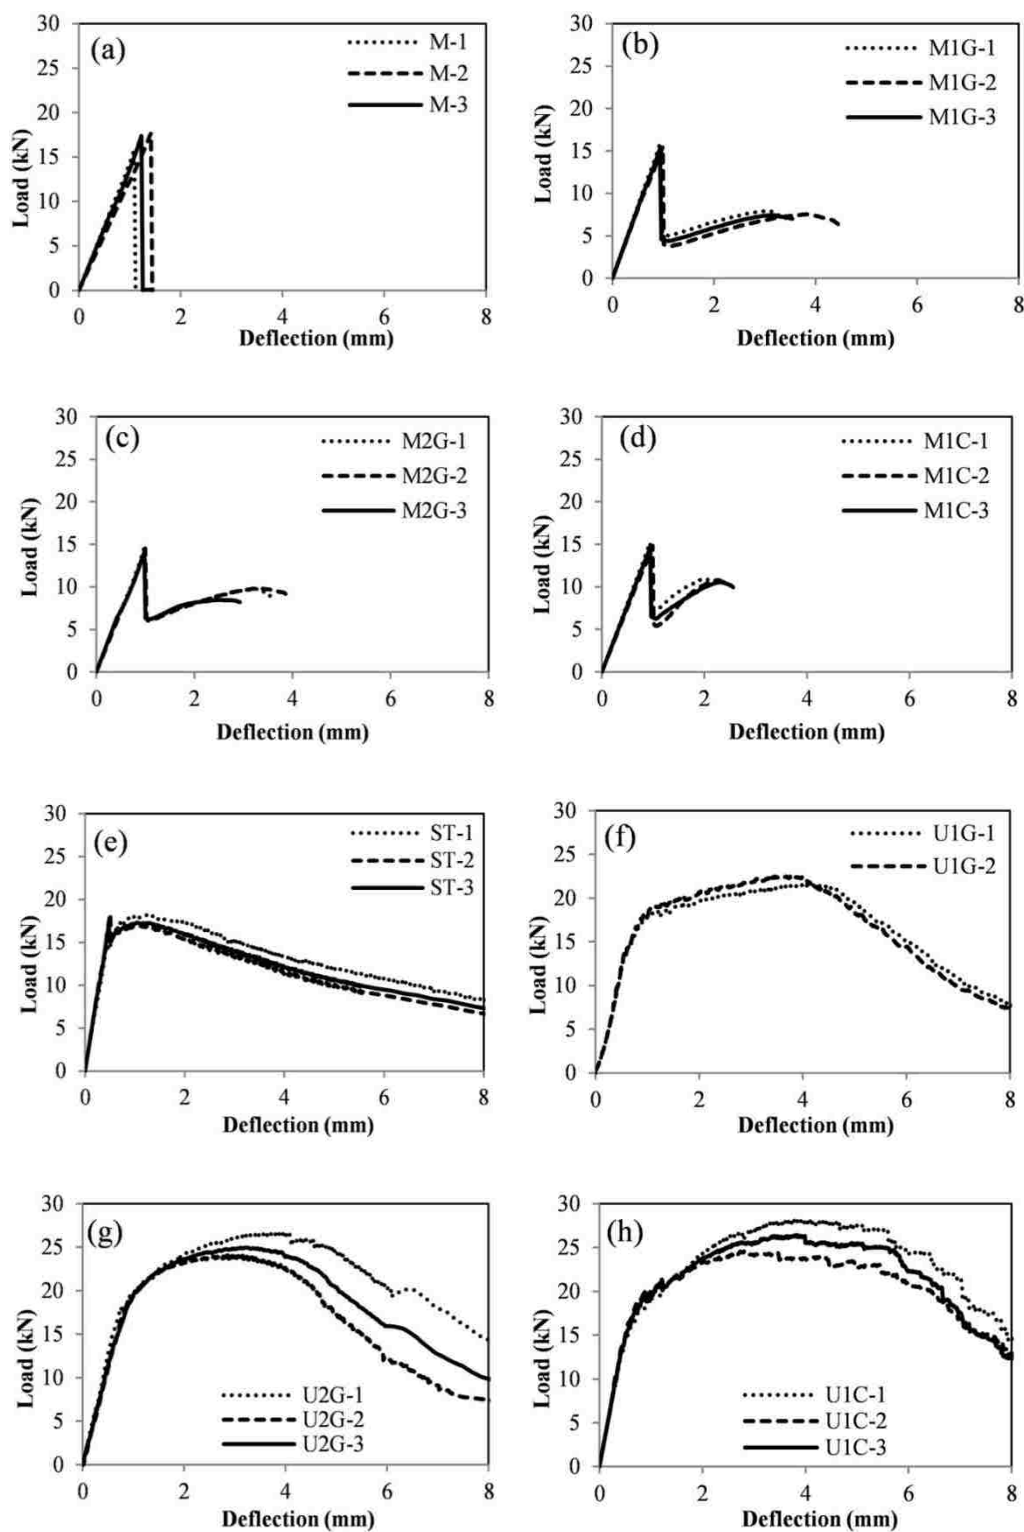 (a)
M-1
M-2
M-3
Load (kN)
30
25
20
15
10
5
0
0 2 4 6 8
Deflection (mm)
(b)
M1G-1
M1G-2
M1G-3
Load (kN)
30
25
20
15
10
5
0
0 2 4 6 8
Deflection (mm)
(c)
M2G-1
M2G-2
M2G-3
Load (kN)
30
25
20
15
10
5
0
0 2 4 6 8
Deflection (mm)
(d)
M1C-1
M1C-2
M1C-3
Load (kN)
30
25
20
15
10
5
0
0 2 4 6 8
Deflection (mm)
(e)
ST-1
ST-2
ST-3
Load (kN)
30
25
20
15
10
5
0
0 2 4 6 8
Deflection (mm)
(f)
U1G-1
U1G-2
Load (kN)
30
25
20
15
10
5
0
0 2 4 6 8
Deflection (mm)
(g)
U2G-1
U2G-2
U2G-3
Load (kN)
30
25
20
15
10
5
0
0 2 4 6 8
Deflection (mm)
(h)
U1C-1
U1C-2
U1C-3
Load (kN)
30
25
20
15
10
5
0
0 2 4 6 8
Deflection (mm)